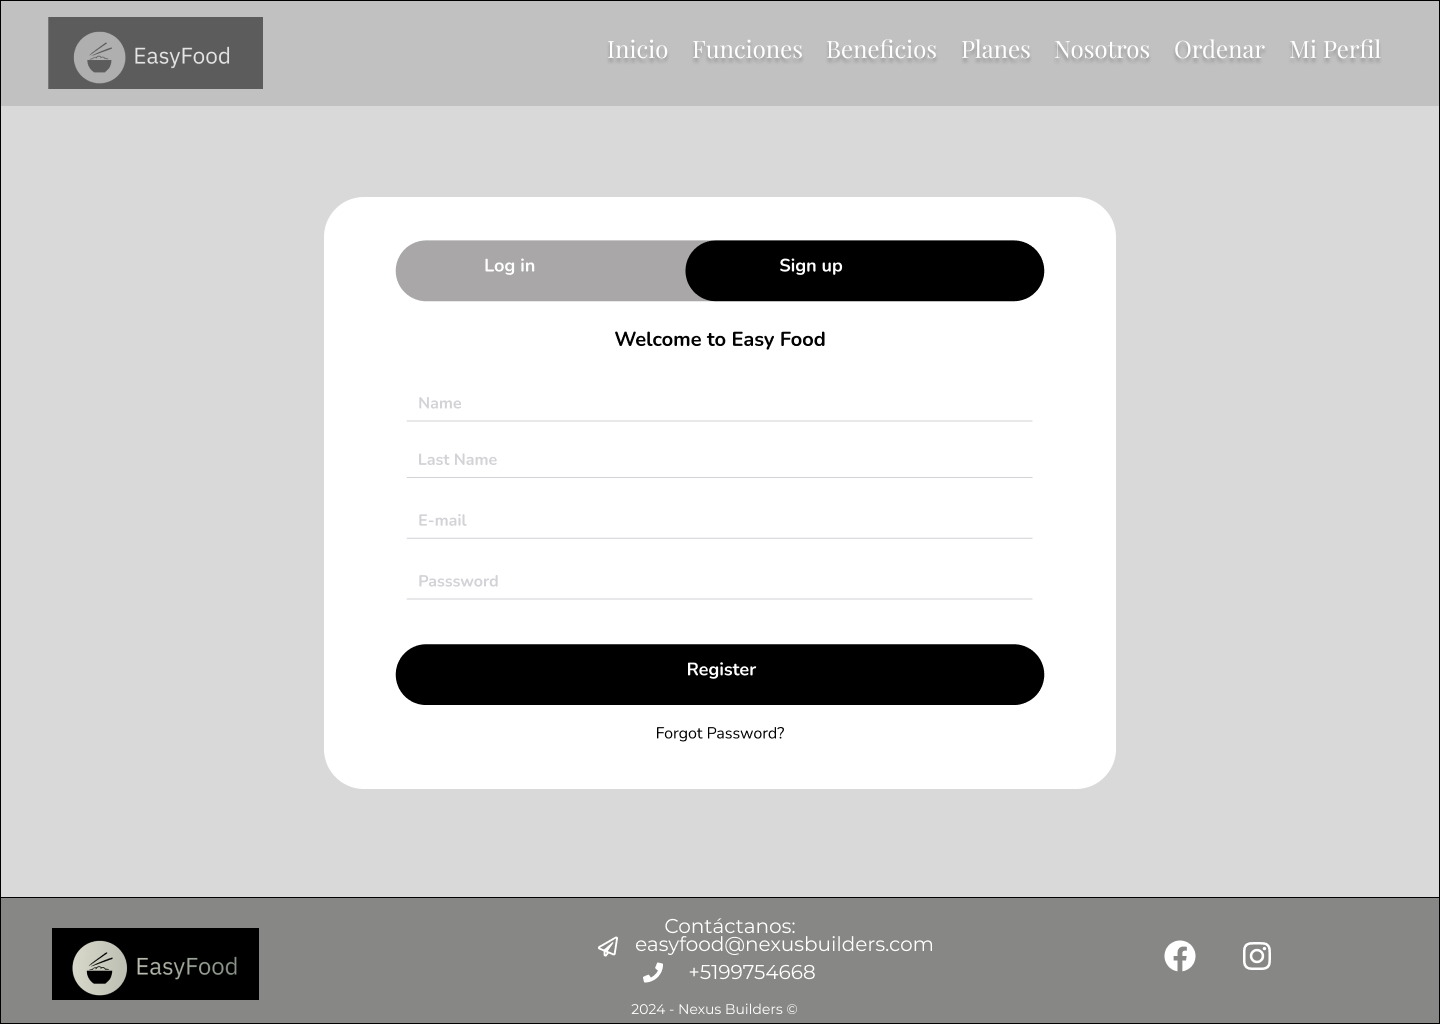 EasyFood
Inicio Funciones Beneficios Planes Nosotros Ordenar Mi Perfil
Log in Sign up
Welcome to Easy Food
Name
Last Name
E-mail
Passsword
Register
Forgot Password?
EasyFood
Contáctanos:
easyfood@nexusbuilders.com
+5199754668
2024 - Nexus Builders ©